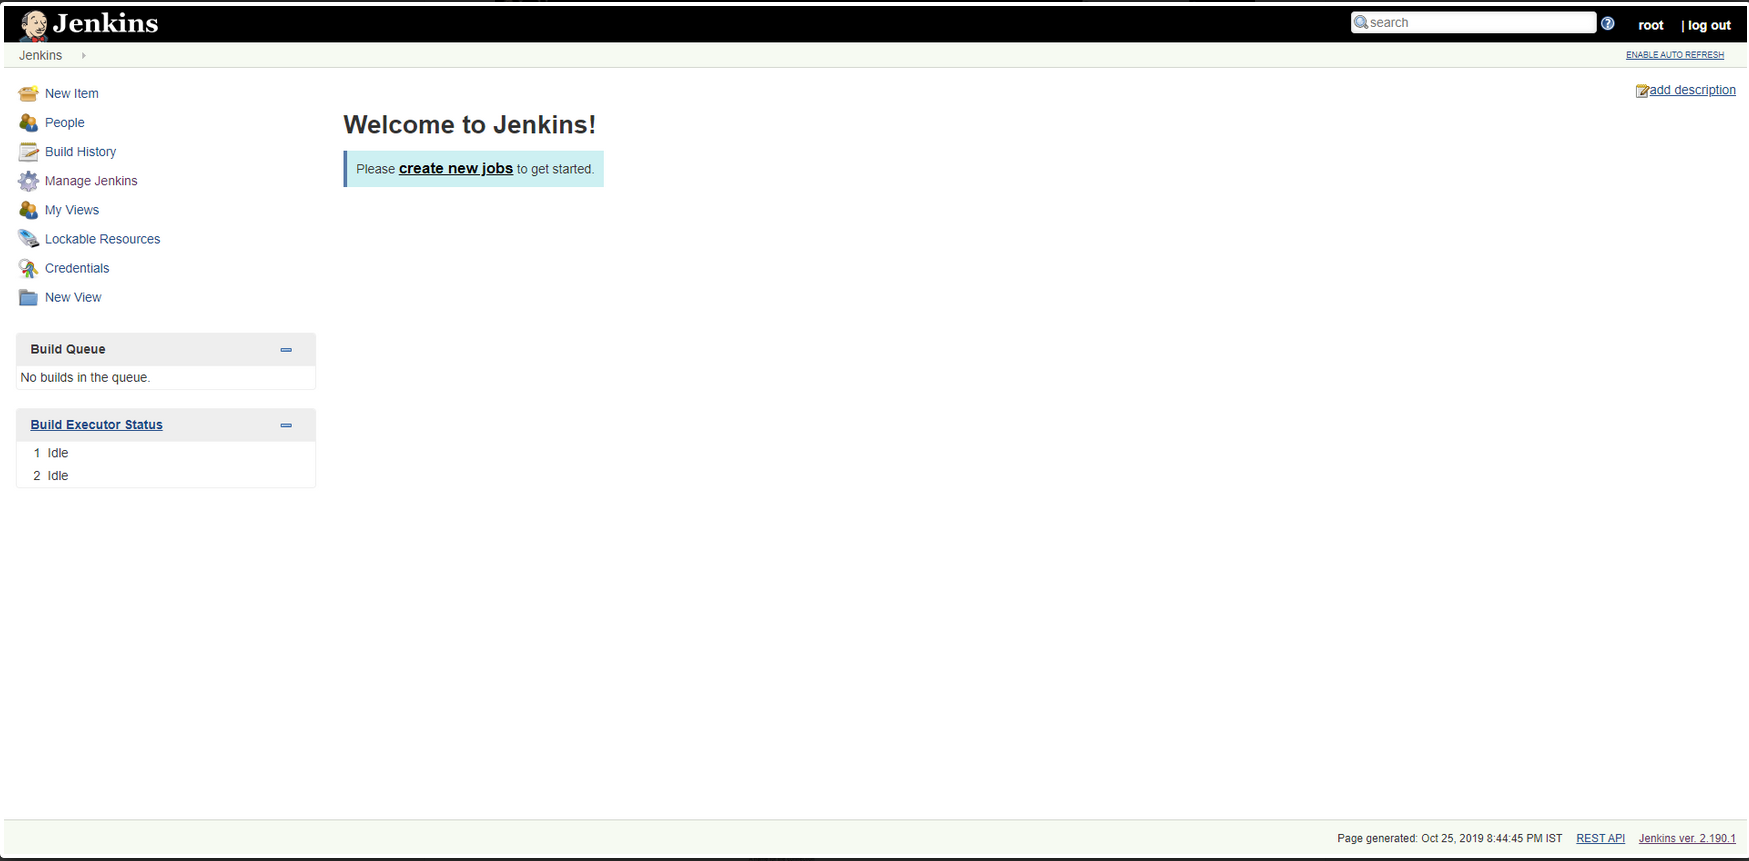 Jenkins
search
root
| log out
Jenkins
ENABLE AUTO REFRESH
New Item
People
Build History
Manage Jenkins
My Views
Lockable Resources
Credentials
New View
add description
Welcome to Jenkins!
Please create new jobs to get started.
Build Queue
No builds in the queue.
Build Executor Status
1 Idle
2 Idle
Page generated: Oct 25, 2019 8:44:45 PM IST REST API Jenkins ver. 2.190.1